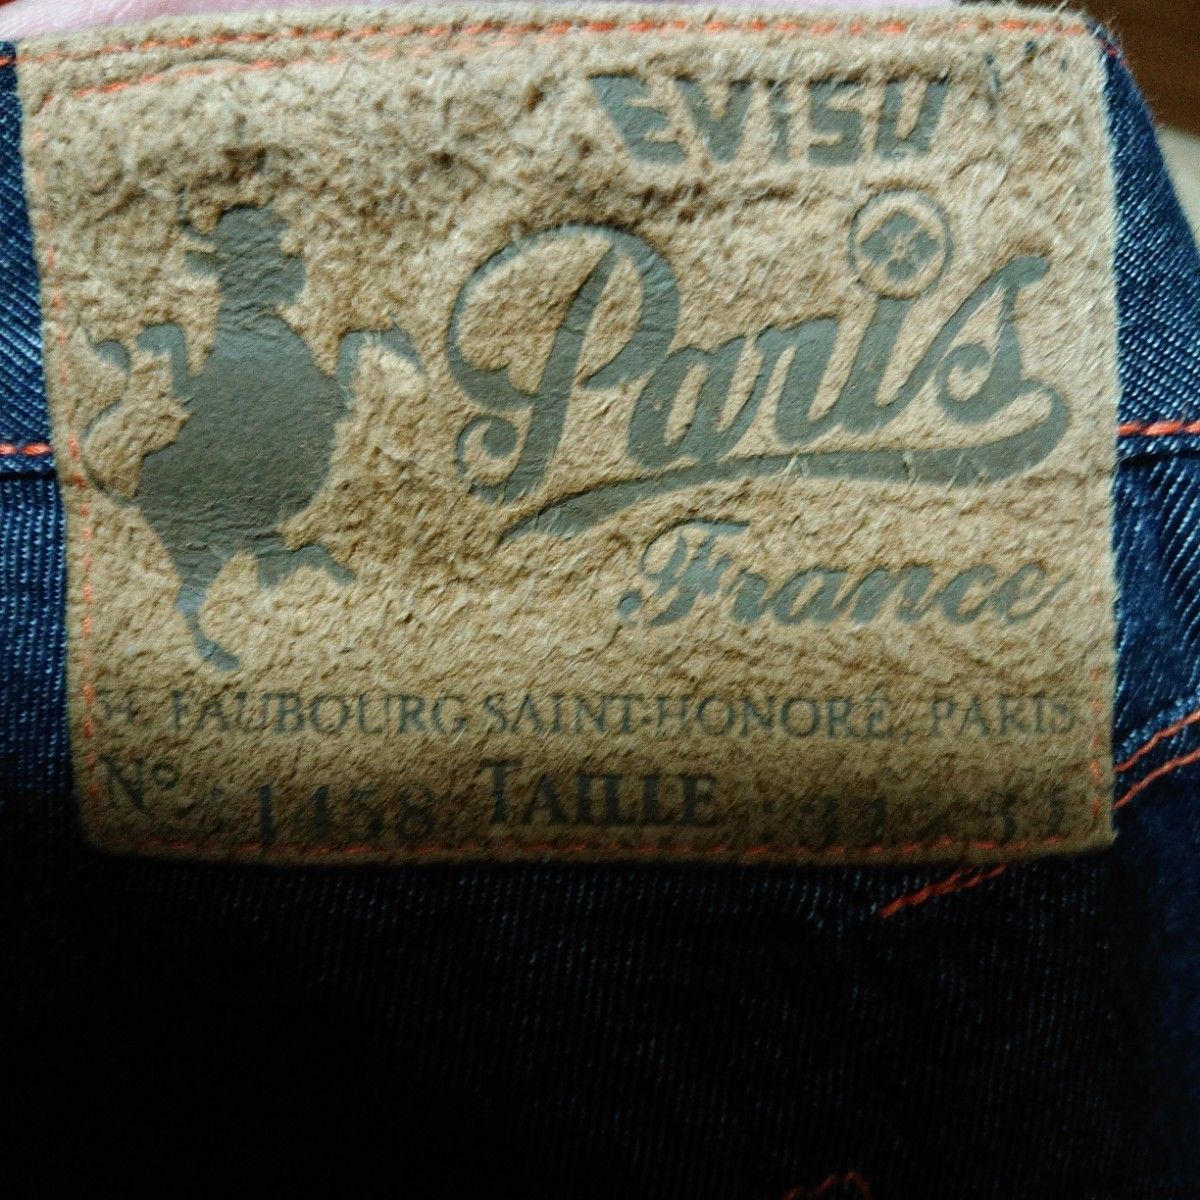 EVISU
Paris
France
FAUBOURG SAINT-HONORÉ, PARIS
Nº : 1458 TAILLE